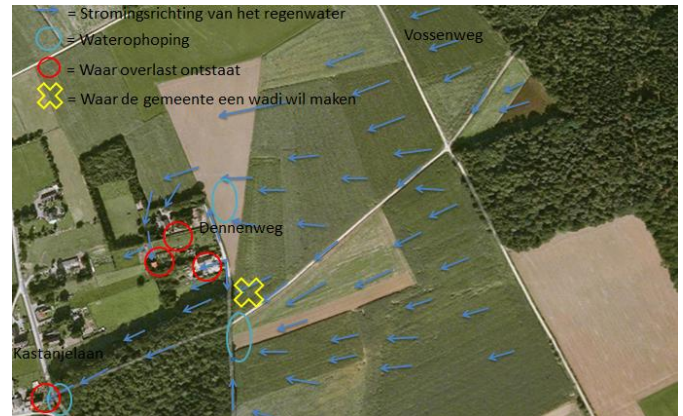 = Stromingsrichting van het regenwater
Vossenweg
= Waterophoping
= Waar overlast ontstaat
= Waar de gemeente een wadi wil maken
Dennenweg
Kastanjelaan